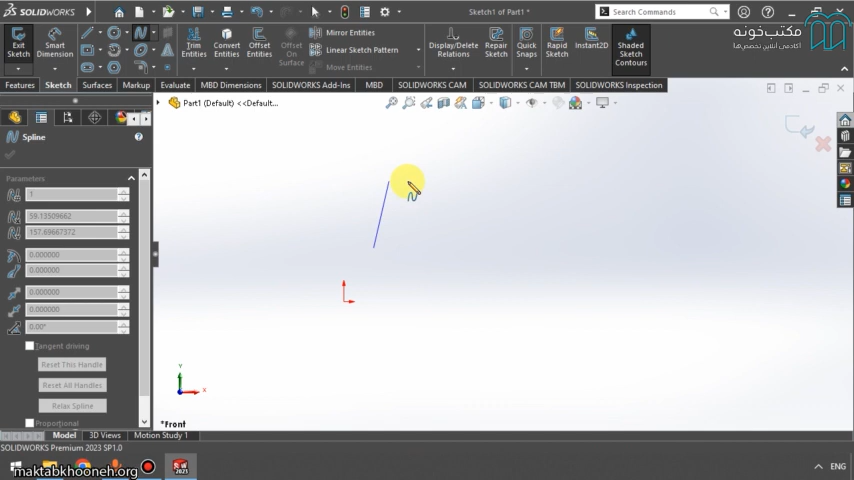 SOLIDWORKS
Sketch1 of Part1 *
Search Commands
مکتب‌خونه
آکادمی آنلاین تخصص‌ها
Exit Sketch
Smart Dimension
Trim Entities
Convert Entities
Offset Entities
Offset On Surface
Mirror Entities
Linear Sketch Pattern
Move Entities
Display/Delete Relations
Repair Sketch
Quick Snaps
Rapid Sketch
Instant2D
Shaded Sketch Contours
Features
Sketch
Surfaces
Markup
Evaluate
MBD Dimensions
SOLIDWORKS Add-Ins
MBD
SOLIDWORKS CAM
SOLIDWORKS CAM TBM
SOLIDWORKS Inspection
Part1 (Default) <<Default...
Spline
Parameters
1
59.13509662
157.69667372
0.000000
0.000000
0.000000
0.000000
0.00°
Tangent driving
Reset This Handle
Reset All Handles
Relax Spline
Proportional
Y
X
*Front
Model
3D Views
Motion Study 1
SOLIDWORKS Premium 2023 SP1.0
maktabkhooneh.org
2023
ENG